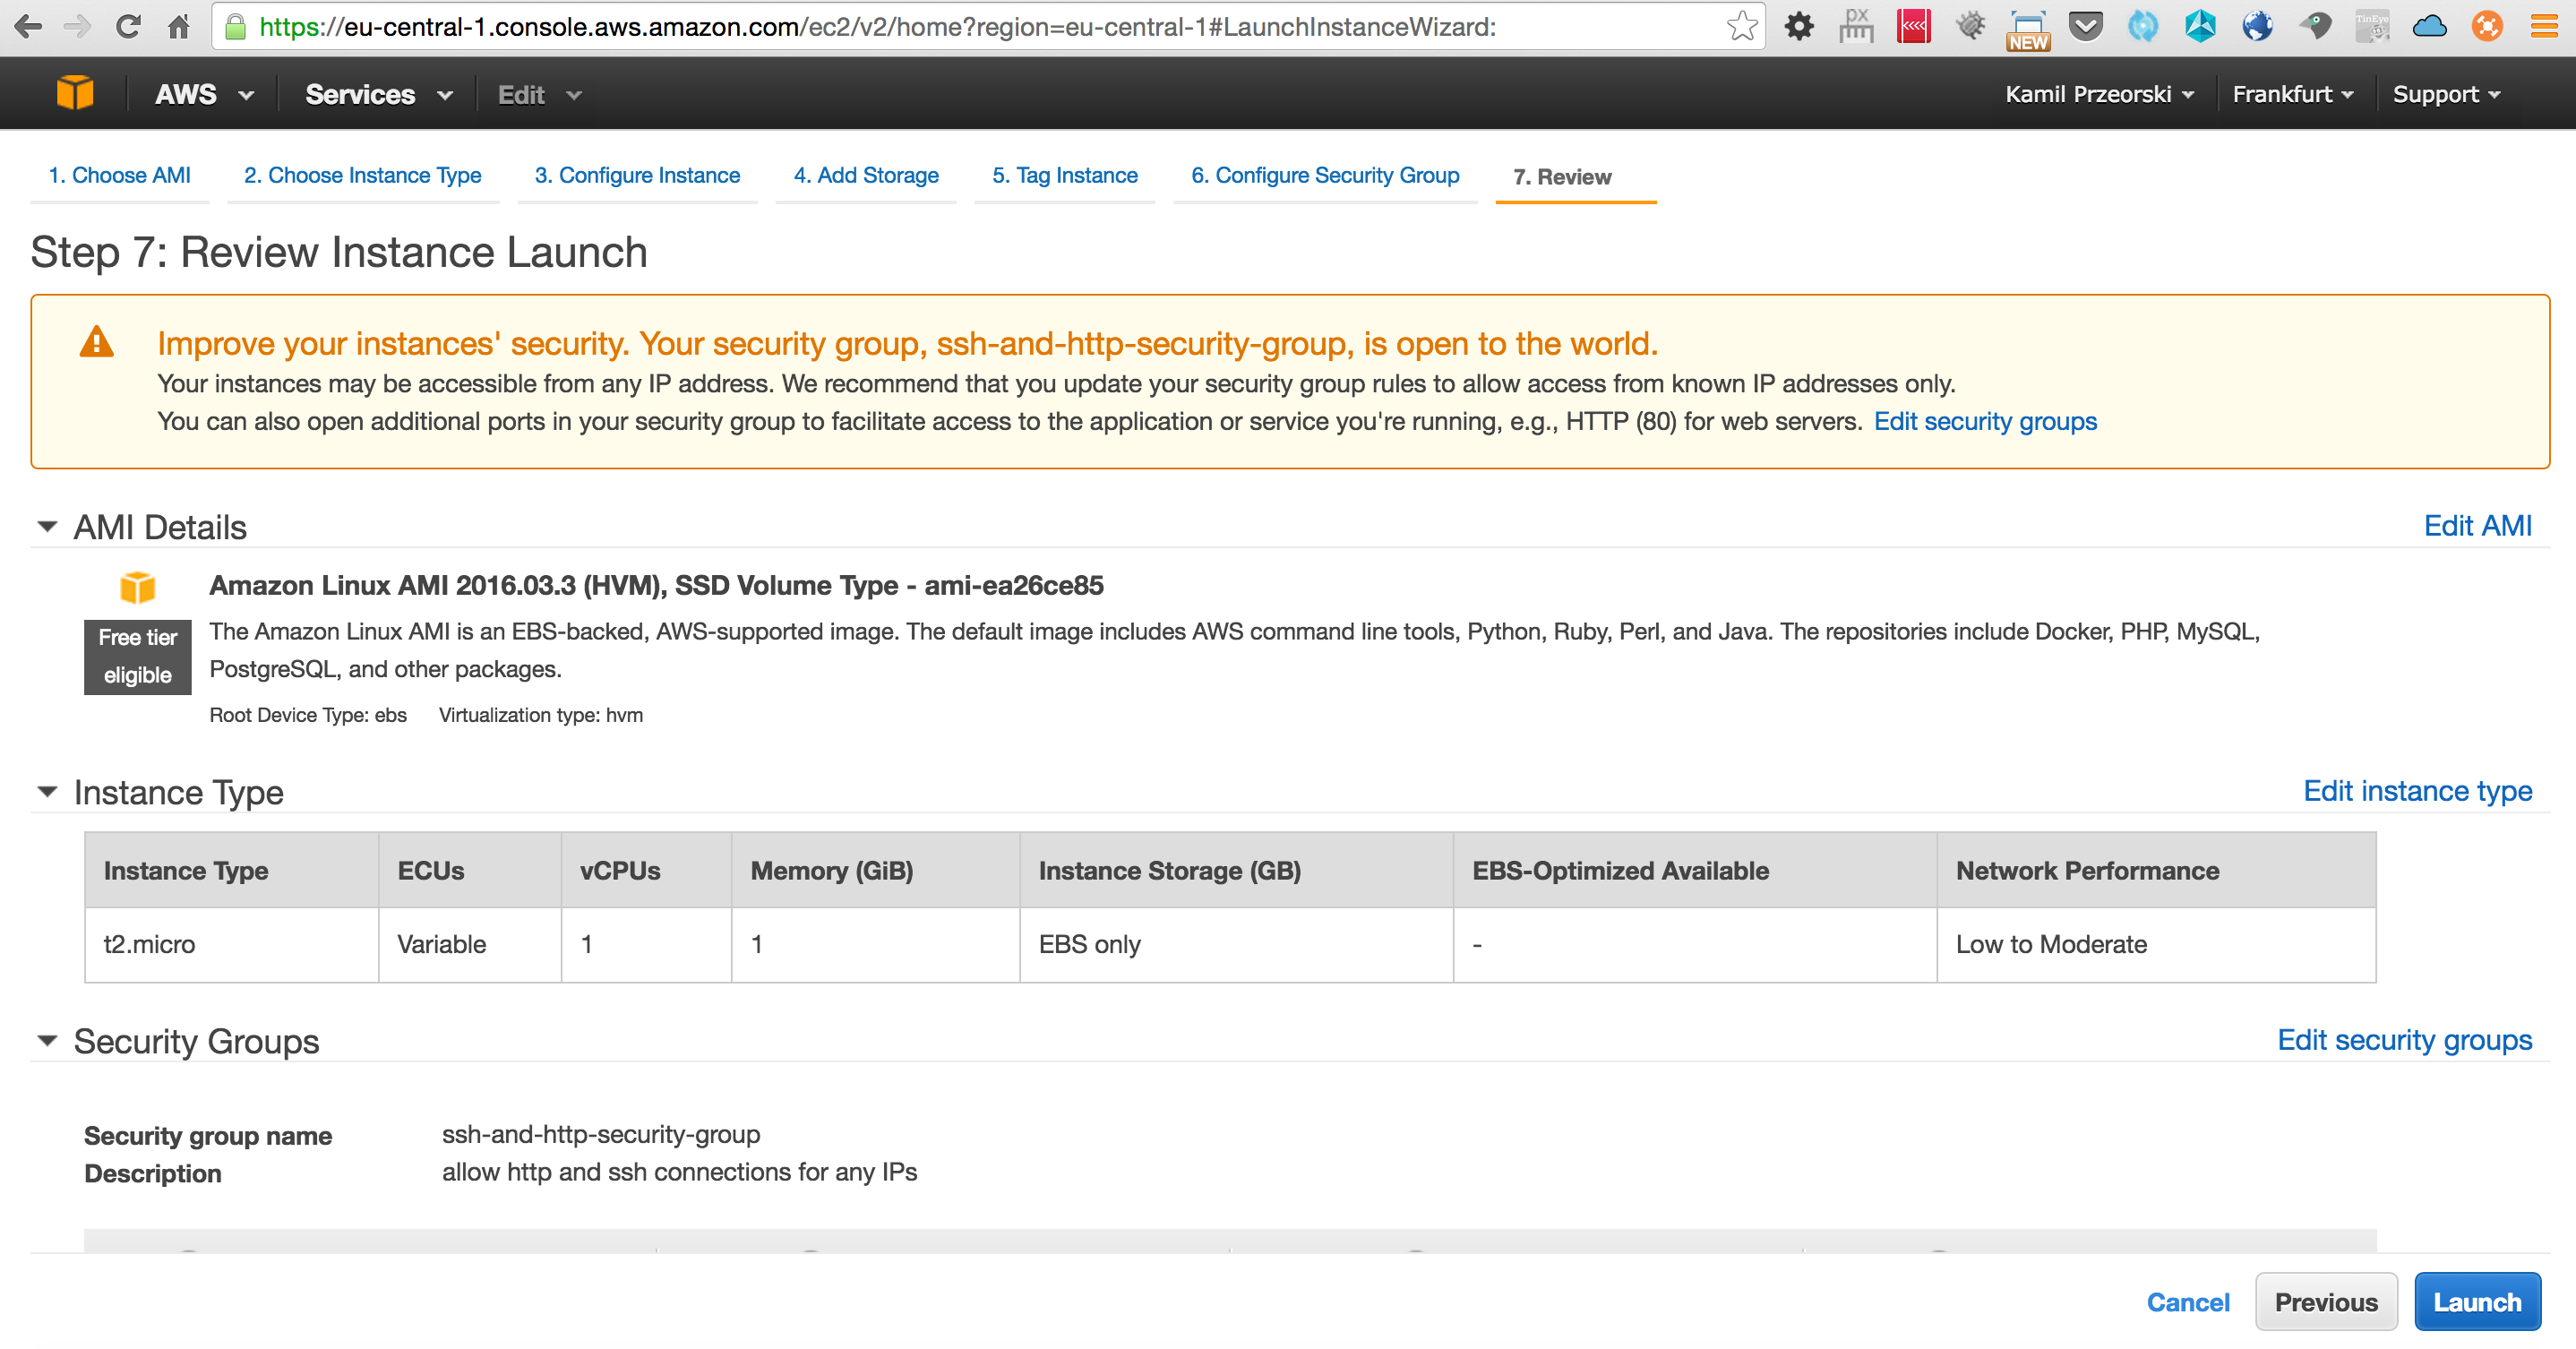 https://eu-central-1.console.aws.amazon.com/ec2/v2/home?region=eu-central-1#LaunchInstanceWizard:
px
NEW
TinEye
AWS Services Edit Kamil Przeorski Frankfurt Support
1. Choose AMI 2. Choose Instance Type 3. Configure Instance 4. Add Storage 5. Tag Instance 6. Configure Security Group 7. Review
Step 7: Review Instance Launch
Improve your instances' security. Your security group, ssh-and-http-security-group, is open to the world.
Your instances may be accessible from any IP address. We recommend that you update your security group rules to allow access from known IP addresses only.
You can also open additional ports in your security group to facilitate access to the application or service you're running, e.g., HTTP (80) for web servers. Edit security groups
AMI Details Edit AMI
Amazon Linux AMI 2016.03.3 (HVM), SSD Volume Type - ami-ea26ce85
Free tier
eligible
The Amazon Linux AMI is an EBS-backed, AWS-supported image. The default image includes AWS command line tools, Python, Ruby, Perl, and Java. The repositories include Docker, PHP, MySQL,
PostgreSQL, and other packages.
Root Device Type: ebs Virtualization type: hvm
Instance Type Edit instance type
Instance Type ECUs vCPUs Memory (GiB) Instance Storage (GB) EBS-Optimized Available Network Performance
t2.micro Variable 1 1 EBS only - Low to Moderate
Security Groups Edit security groups
Security group name ssh-and-http-security-group
Description allow http and ssh connections for any IPs
Cancel Previous Launch